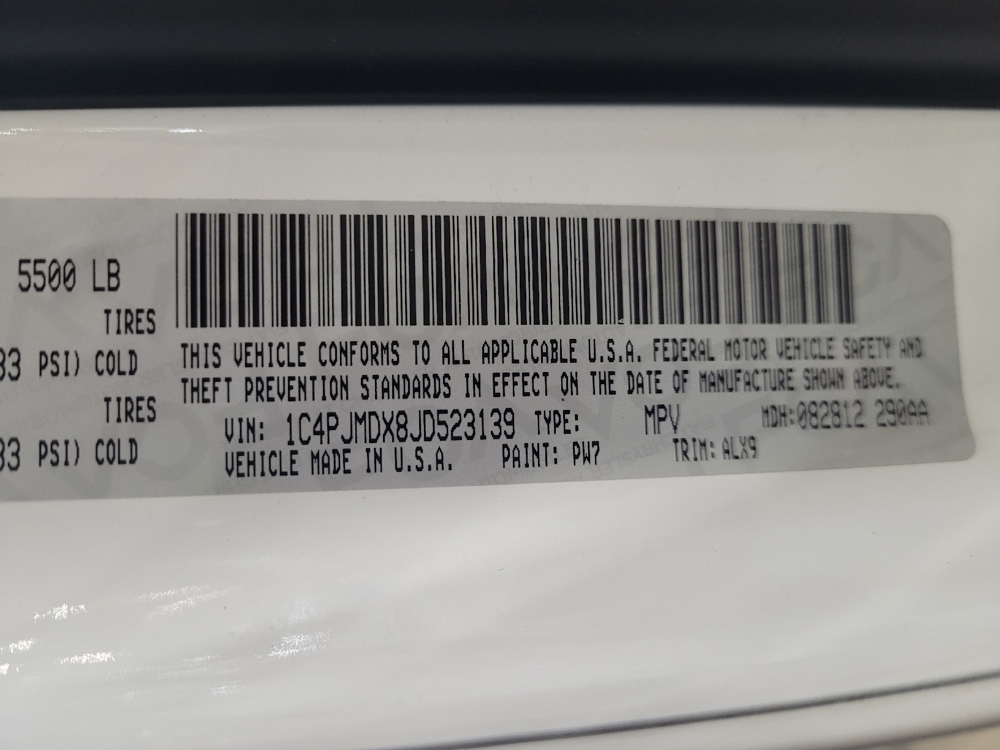 5500 LB
TIRES
33 PSI) COLD
TIRES
33 PSI) COLD
THIS VEHICLE CONFORMS TO ALL APPLICABLE U.S.A. FEDERAL MOTOR VEHICLE SAFETY AND
THEFT PREVENTION STANDARDS IN EFFECT ON THE DATE OF MANUFACTURE SHOWN ABOVE.
VIN: 1C4PJMDX8JD523139 TYPE: MPV MDH: 082812 290AA
VEHICLE MADE IN U.S.A. PAINT: PW7 TRIM: ALX9